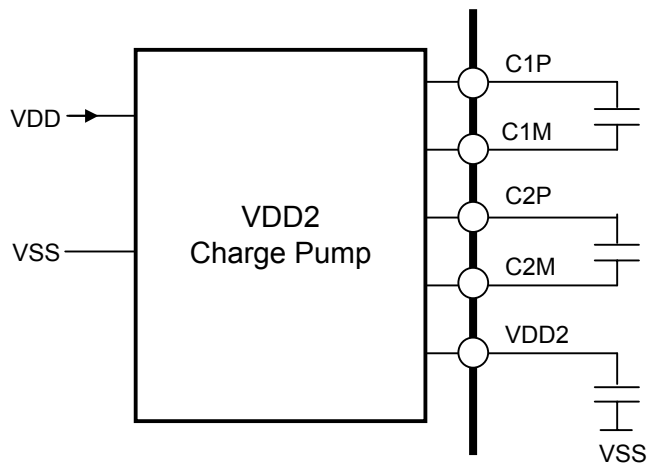 C1P
VDD
C1M
VDD2
Charge Pump
C2P
VSS
C2M
VDD2
VSS